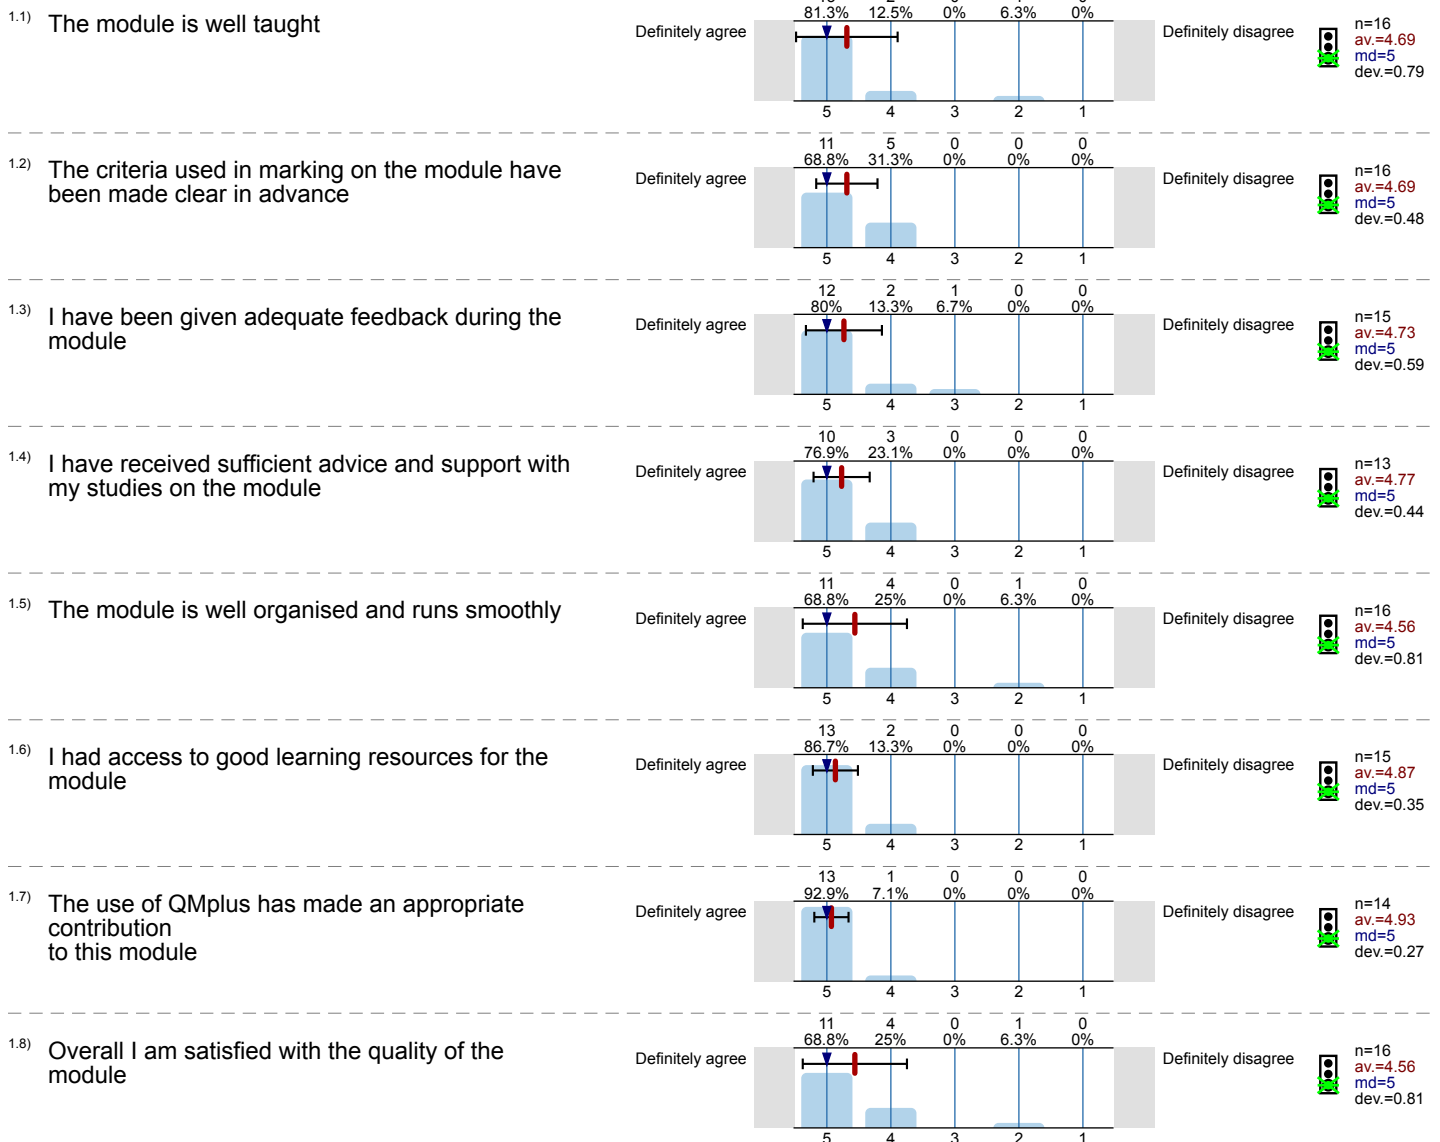 1.1) The module is well taught
Definitely agree
81.3% 12.5% 0% 6.3% 0%
5 4 3 2 1
Definitely disagree
n=16
av.=4.69
md=5
dev.=0.79
1.2) The criteria used in marking on the module have
been made clear in advance
Definitely agree
11 5 0 0 0
68.8% 31.3% 0% 0% 0%
5 4 3 2 1
Definitely disagree
n=16
av.=4.69
md=5
dev.=0.48
1.3) I have been given adequate feedback during the
module
Definitely agree
12 2 1 0 0
80% 13.3% 6.7% 0% 0%
5 4 3 2 1
Definitely disagree
n=15
av.=4.73
md=5
dev.=0.59
1.4) I have received sufficient advice and support with
my studies on the module
Definitely agree
10 3 0 0 0
76.9% 23.1% 0% 0% 0%
5 4 3 2 1
Definitely disagree
n=13
av.=4.77
md=5
dev.=0.44
1.5) The module is well organised and runs smoothly
Definitely agree
11 4 0 1 0
68.8% 25% 0% 6.3% 0%
5 4 3 2 1
Definitely disagree
n=16
av.=4.56
md=5
dev.=0.81
1.6) I had access to good learning resources for the
module
Definitely agree
13 2 0 0 0
86.7% 13.3% 0% 0% 0%
5 4 3 2 1
Definitely disagree
n=15
av.=4.87
md=5
dev.=0.35
1.7) The use of QMplus has made an appropriate
contribution
to this module
Definitely agree
13 1 0 0 0
92.9% 7.1% 0% 0% 0%
5 4 3 2 1
Definitely disagree
n=14
av.=4.93
md=5
dev.=0.27
1.8) Overall I am satisfied with the quality of the
module
Definitely agree
11 4 0 1 0
68.8% 25% 0% 6.3% 0%
5 4 3 2 1
Definitely disagree
n=16
av.=4.56
md=5
dev.=0.81